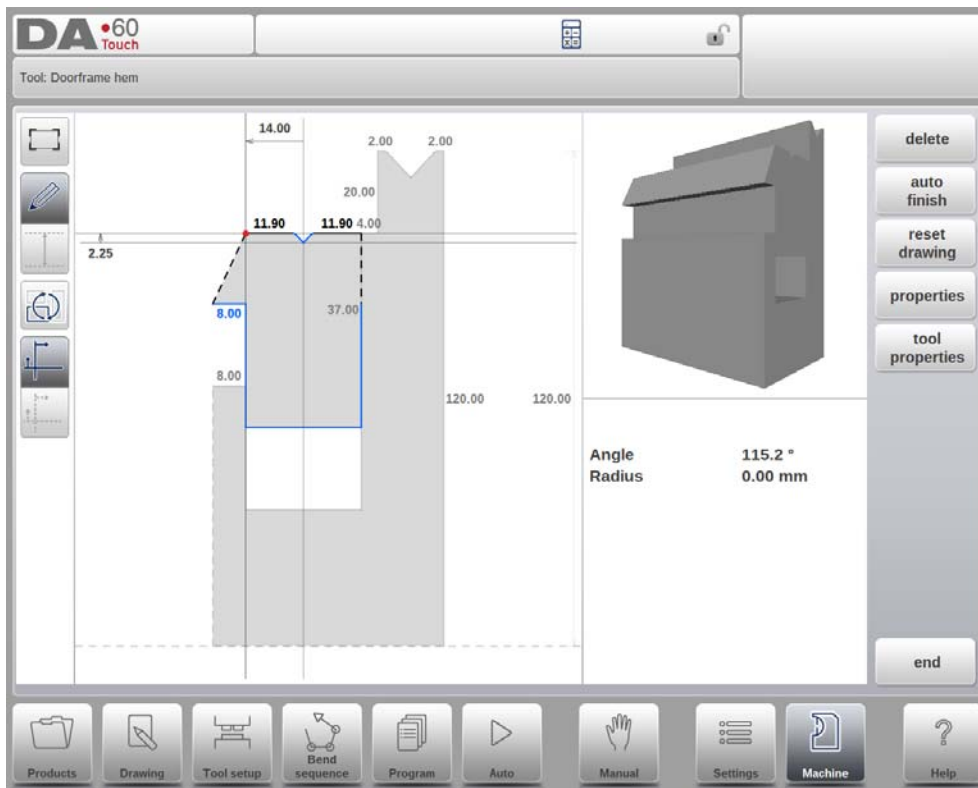 DA •60
Touch
Tool: Doorframe hem
14.00
2.00 2.00
20.00
11.90 11.90 4.00
2.25
8.00 37.00
8.00
120.00 120.00
Angle 115.2 °
Radius 0.00 mm
delete
auto
finish
reset
drawing
properties
tool
properties
end
Products
Drawing
Tool setup
Bend
sequence
Program
Auto
Manual
Settings
Machine
Help